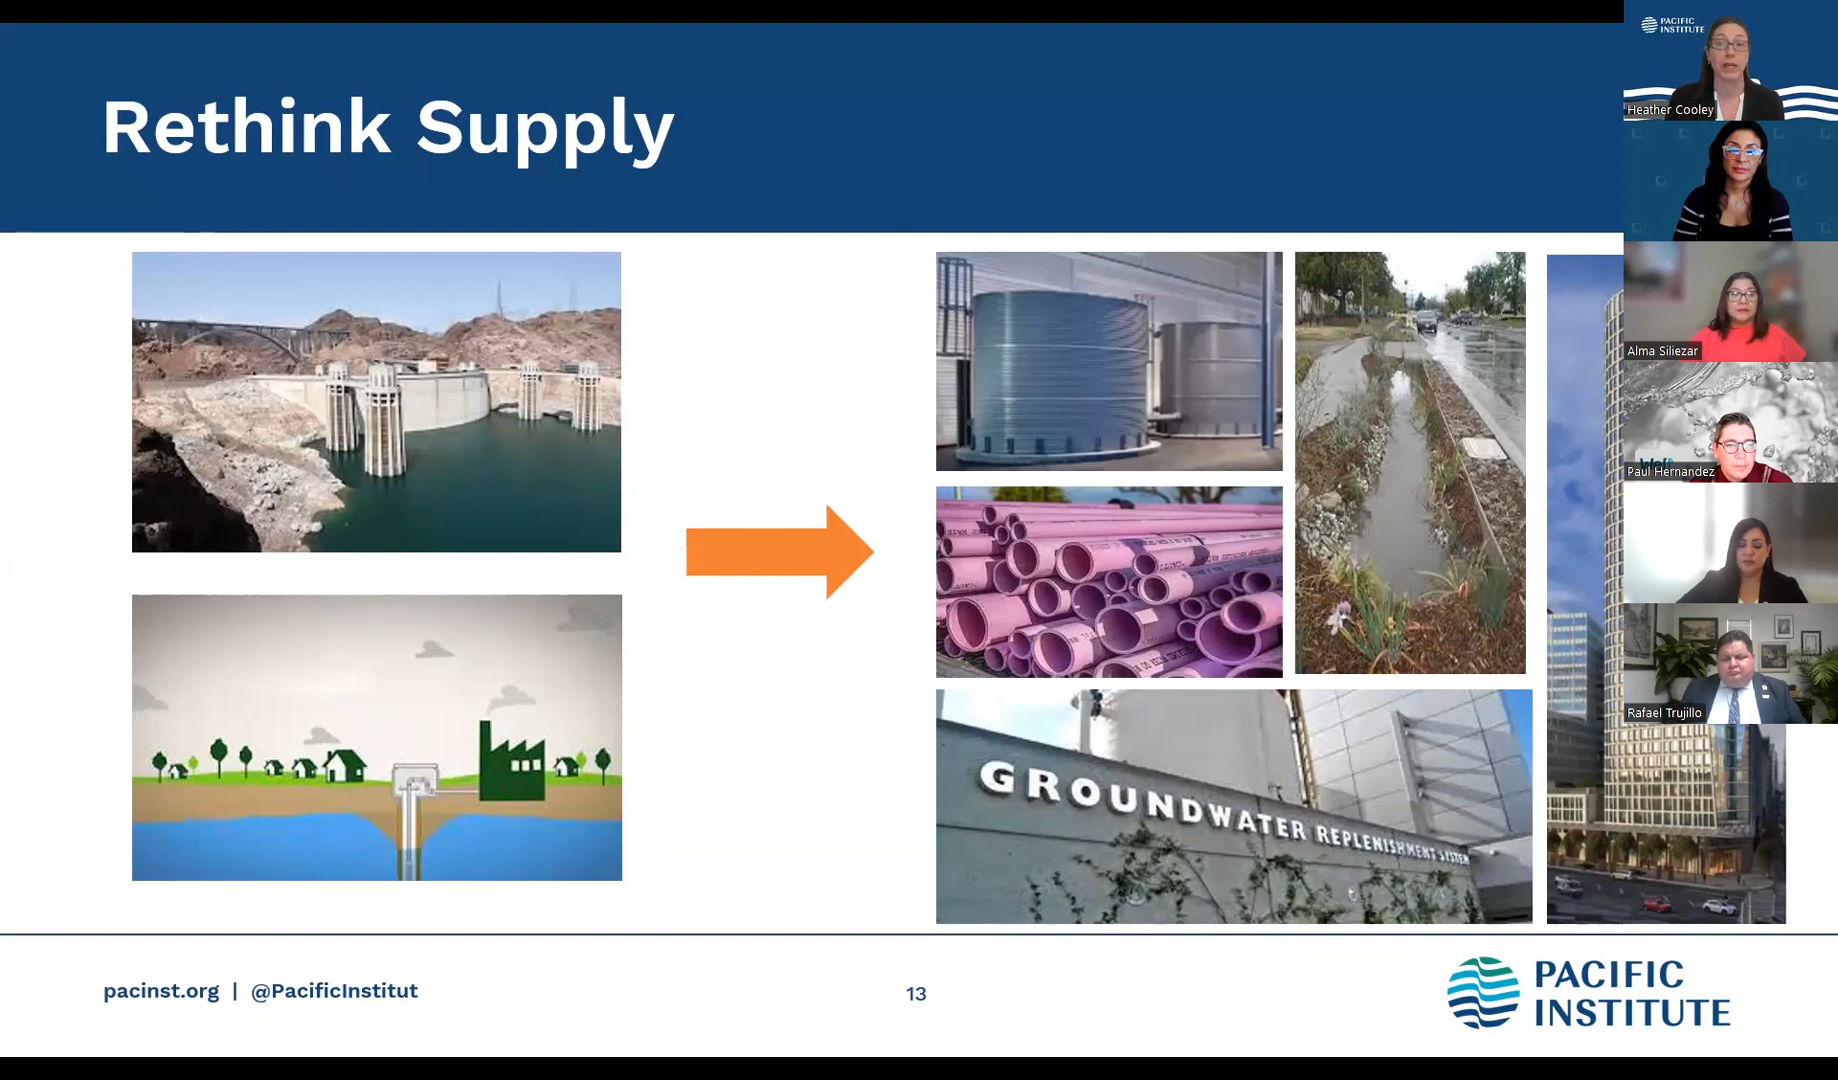 Rethink Supply
PACIFIC
INSTITUTE
Heather Cooley
Alma Siliezar
Paul Hernandez
Rafael Trujillo
GROUNDWATER REPLENISHMENT SYSTEM
pacinst.org | @PacificInstitut
13
PACIFIC
INSTITUTE